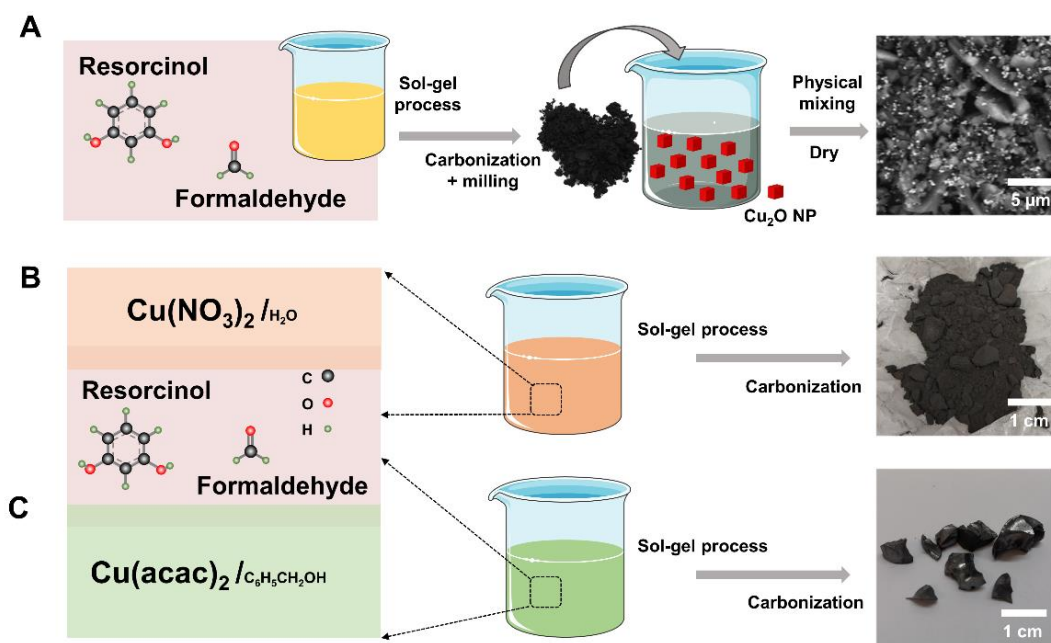 A
Resorcinol
Formaldehyde
Sol-gel
process
Carbonization
+ milling
Cu₂O NP
Physical
mixing
Dry
5 μm
B
Cu(NO₃)₂ /H₂O
Resorcinol
C
O
H
Formaldehyde
Sol-gel process
Carbonization
1 cm
C
Cu(acac)₂ /C₆H₅CH₂OH
Sol-gel process
Carbonization
1 cm